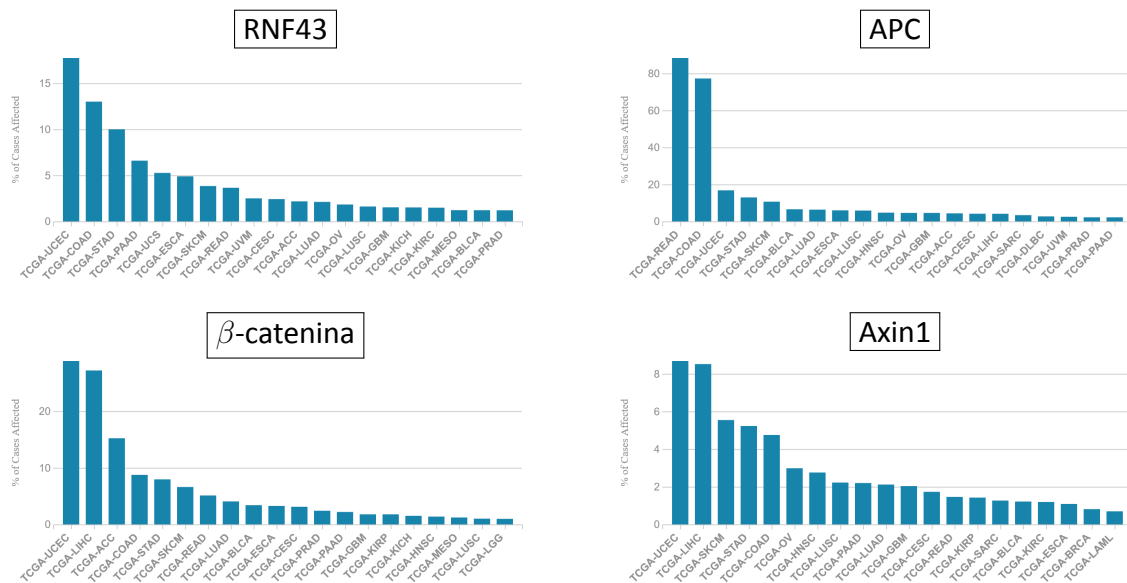 RNF43
% of Cases Affected
15
10
5
0
TCGA-UCEC
TCGA-COAD
TCGA-STAD
TCGA-PAAD
TCGA-UCS
TCGA-ESCA
TCGA-SKCM
TCGA-READ
TCGA-UVM
TCGA-CESC
TCGA-ACC
TCGA-LUAD
TCGA-OV
TCGA-LUSC
TCGA-GBM
TCGA-KICH
TCGA-KIRC
TCGA-MESO
TCGA-BLCA
TCGA-PRAD
APC
% of Cases Affected
80
60
40
20
0
TCGA-READ
TCGA-COAD
TCGA-UCEC
TCGA-STAD
TCGA-SKCM
TCGA-BLCA
TCGA-LUAD
TCGA-ESCA
TCGA-LUSC
TCGA-HNSC
TCGA-OV
TCGA-GBM
TCGA-ACC
TCGA-CESC
TCGA-LIHC
TCGA-SARC
TCGA-DLBC
TCGA-UVM
TCGA-PRAD
TCGA-PAAD
β-catenina
% of Cases Affected
20
10
0
TCGA-UCEC
TCGA-LIHC
TCGA-ACC
TCGA-COAD
TCGA-STAD
TCGA-SKCM
TCGA-READ
TCGA-LUAD
TCGA-BLCA
TCGA-ESCA
TCGA-CESC
TCGA-PRAD
TCGA-PAAD
TCGA-GBM
TCGA-KIRP
TCGA-KICH
TCGA-HNSC
TCGA-MESO
TCGA-LUSC
TCGA-LGG
Axin1
% of Cases Affected
8
6
4
2
0
TCGA-UCEC
TCGA-LIHC
TCGA-SKCM
TCGA-STAD
TCGA-COAD
TCGA-OV
TCGA-HNSC
TCGA-LUSC
TCGA-PAAD
TCGA-LUAD
TCGA-GBM
TCGA-CESC
TCGA-READ
TCGA-KIRP
TCGA-SARC
TCGA-BLCA
TCGA-KIRC
TCGA-ESCA
TCGA-BRCA
TCGA-LAML